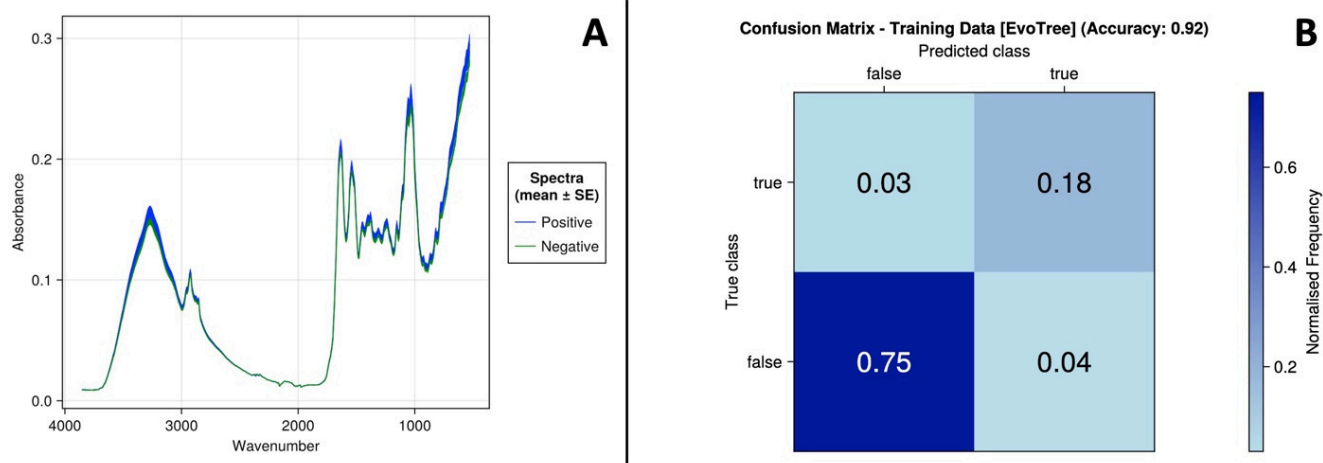 A
0.3
0.2
0.1
0.0
Absorbance
4000 3000 2000 1000
Wavenumber
Spectra
(mean ± SE)
Positive
Negative
B
Confusion Matrix - Training Data [EvoTree] (Accuracy: 0.92)
Predicted class
false true
True class
true 0.03 0.18
false 0.75 0.04
0.6
0.4
0.2
Normalised Frequency